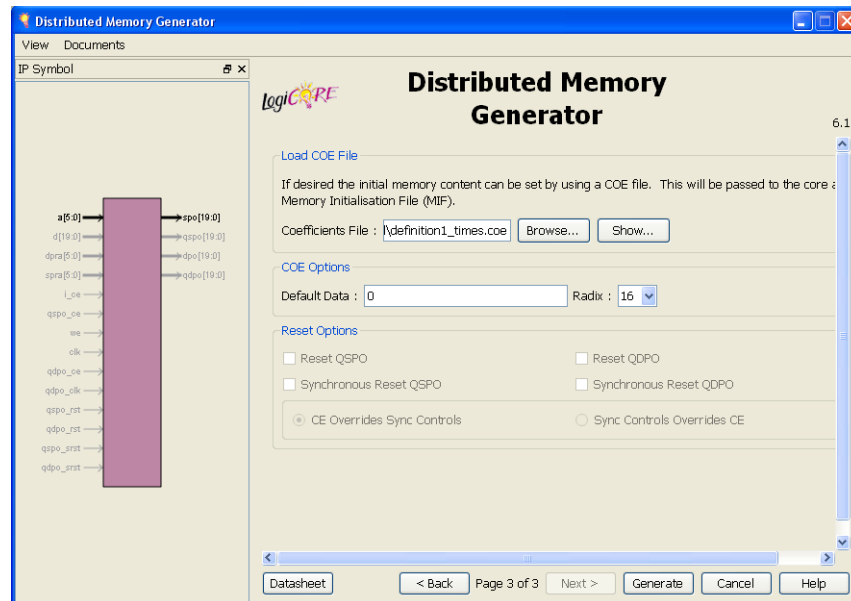 Distributed Memory Generator
View Documents
IP Symbol
a[5:0]
spo[19:0]
d[19:0]
qspo[19:0]
dpra[5:0]
dpo[19:0]
spra[5:0]
qdpo[19:0]
i_ce
qspo_ce
we
clk
qdpo_ce
qdpo_clk
qspo_rst
qdpo_rst
qspo_srst
qdpo_srst
LogiCORE
Distributed Memory
Generator
6.1
Load COE File
If desired the initial memory content can be set by using a COE file. This will be passed to the core a
Memory Initialisation File (MIF).
Coefficients File : \definition1_times.coe Browse... Show...
COE Options
Default Data : 0 Radix : 16
Reset Options
Reset QSPO Reset QDPO
Synchronous Reset QSPO Synchronous Reset QDPO
CE Overrides Sync Controls Sync Controls Overrides CE
Datasheet < Back Page 3 of 3 Next > Generate Cancel Help